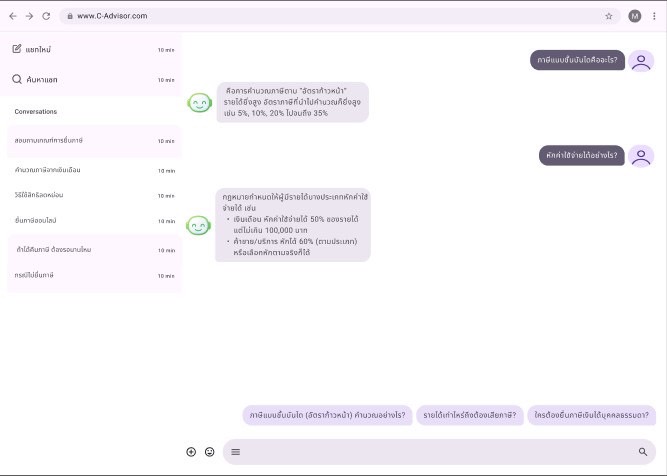 www.C-Advisor.com
M
แชทใหม่ 10 min
ค้นหาแชท 10 min
Conversations
สอบถามเกณฑ์การยื่นภาษี 10 min
คำนวณภาษีจากเงินเดือน 10 min
วิธีใช้สิทธิลดหย่อน 10 min
ยื่นภาษีออนไลน์ 10 min
ถ้าได้คืนภาษี ต้องรอนานไหม 10 min
กรณีไม่ยื่นภาษี 10 min
ภาษีแบบขั้นบันไดคืออะไร?
คือการคำนวณภาษีตาม "อัตราก้าวหน้า"
รายได้ยิ่งสูง อัตราภาษีที่นำไปคำนวณก็ยิ่งสูง
เช่น 5%, 10%, 20% ไปจนถึง 35%
หักค่าใช้จ่ายได้อย่างไร?
กฎหมายกำหนดให้ผู้มีรายได้บางประเภทหักค่าใช้
จ่ายได้ เช่น
• เงินเดือน หักค่าใช้จ่ายได้ 50% ของรายได้
แต่ไม่เกิน 100,000 บาท
• ค้าขาย/บริการ หักได้ 60% (ตามประเภท)
หรือเลือกหักตามจริงก็ได้
ภาษีแบบขั้นบันได (อัตราก้าวหน้า) คำนวณอย่างไร?
รายได้เท่าไหร่ถึงต้องเสียภาษี?
ใครต้องยื่นภาษีเงินได้บุคคลธรรมดา?